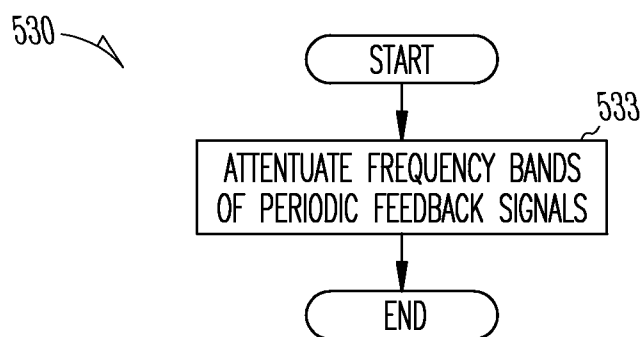 530
START
533
ATTENTUATE FREQUENCY BANDS
OF PERIODIC FEEDBACK SIGNALS
END